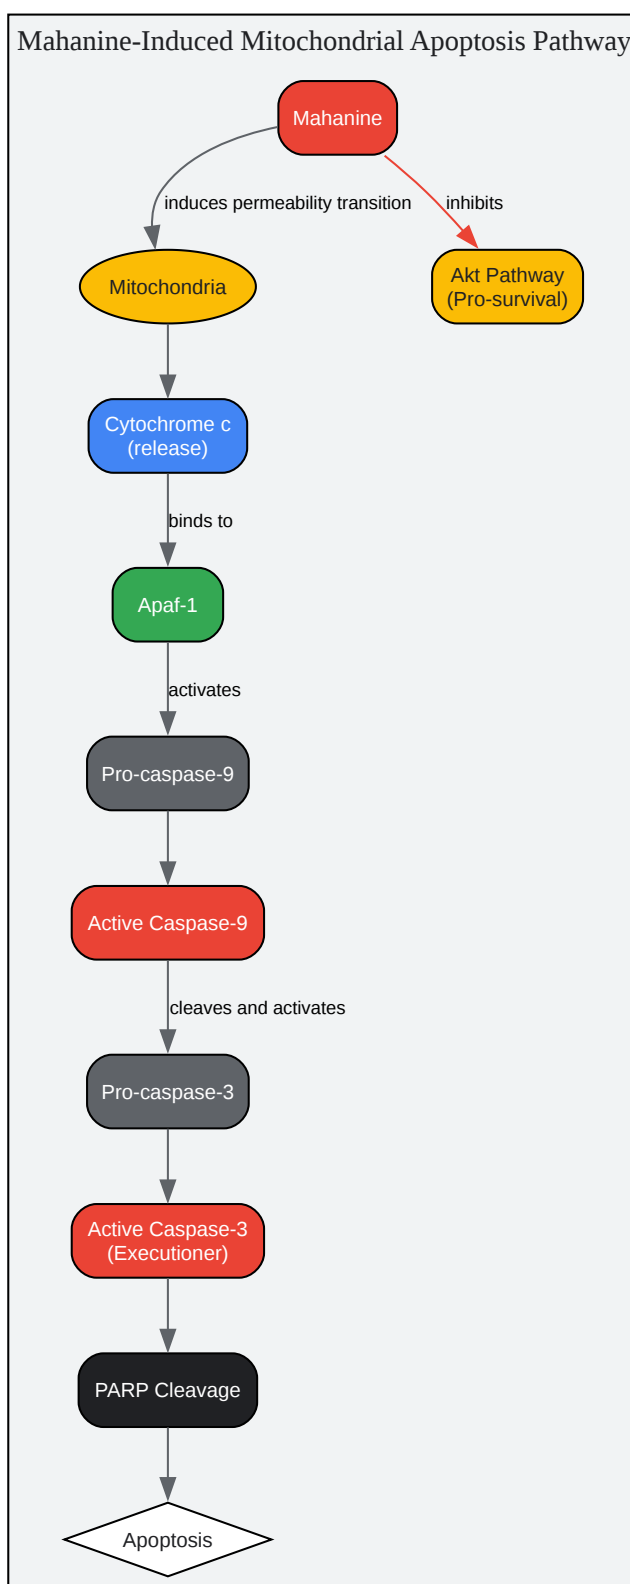 Mahanine-Induced Mitochondrial Apoptosis Pathway
Mahanine
induces permeability transition
inhibits
Mitochondria
Akt Pathway
(Pro-survival)
Cytochrome c
(release)
binds to
Apaf-1
activates
Pro-caspase-9
Active Caspase-9
cleaves and activates
Pro-caspase-3
Active Caspase-3
(Executioner)
PARP Cleavage
Apoptosis